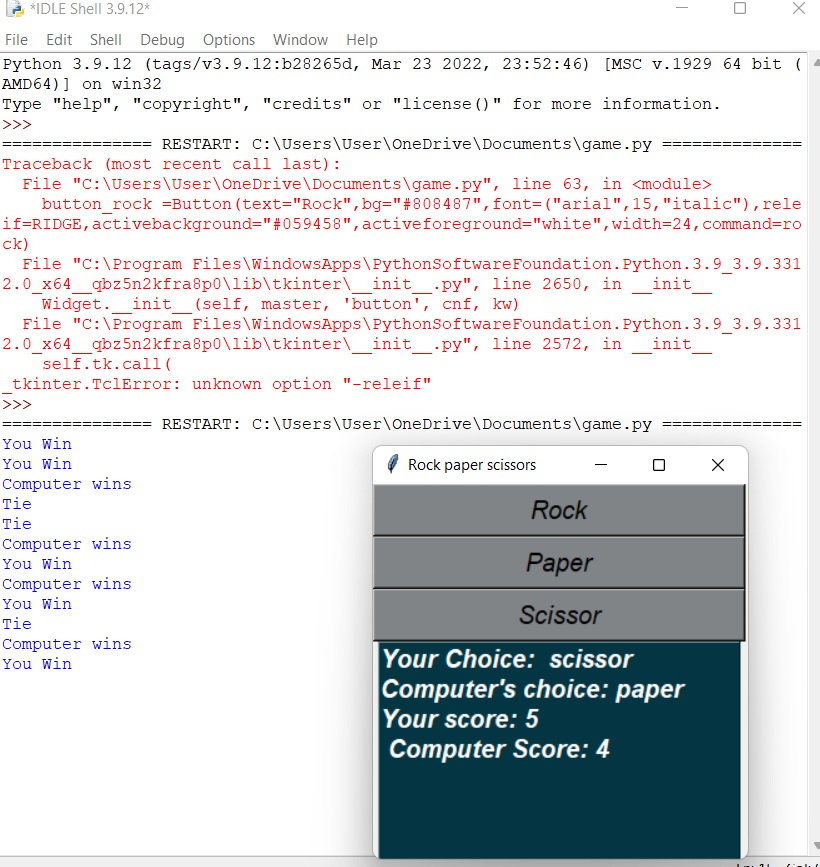 *IDLE Shell 3.9.12*
File Edit Shell Debug Options Window Help
Python 3.9.12 (tags/v3.9.12:b28265d, Mar 23 2022, 23:52:46) [MSC v.1929 64 bit (
AMD64)] on win32
Type "help", "copyright", "credits" or "license()" for more information.
>>>
=============== RESTART: C:\Users\User\OneDrive\Documents\game.py ==============
Traceback (most recent call last):
  File "C:\Users\User\OneDrive\Documents\game.py", line 63, in <module>
    button_rock =Button(text="Rock",bg="#808487",font=("arial",15,"italic"),rele
if=RIDGE,activebackground="#059458",activeforeground="white",width=24,command=ro
ck)
  File "C:\Program Files\WindowsApps\PythonSoftwareFoundation.Python.3.9_3.9.331
2.0_x64__qbz5n2kfra8p0\lib\tkinter\__init__.py", line 2650, in __init__
    Widget.__init__(self, master, 'button', cnf, kw)
  File "C:\Program Files\WindowsApps\PythonSoftwareFoundation.Python.3.9_3.9.331
2.0_x64__qbz5n2kfra8p0\lib\tkinter\__init__.py", line 2572, in __init__
    self.tk.call(
_tkinter.TclError: unknown option "-releif"
>>>
=============== RESTART: C:\Users\User\OneDrive\Documents\game.py ==============
You Win
You Win
Computer wins
Tie
Tie
Computer wins
You Win
Computer wins
You Win
Tie
Computer wins
You Win
Rock paper scissors
Rock
Paper
Scissor
Your Choice:  scissor
Computer's choice: paper
Your score: 5
 Computer Score: 4